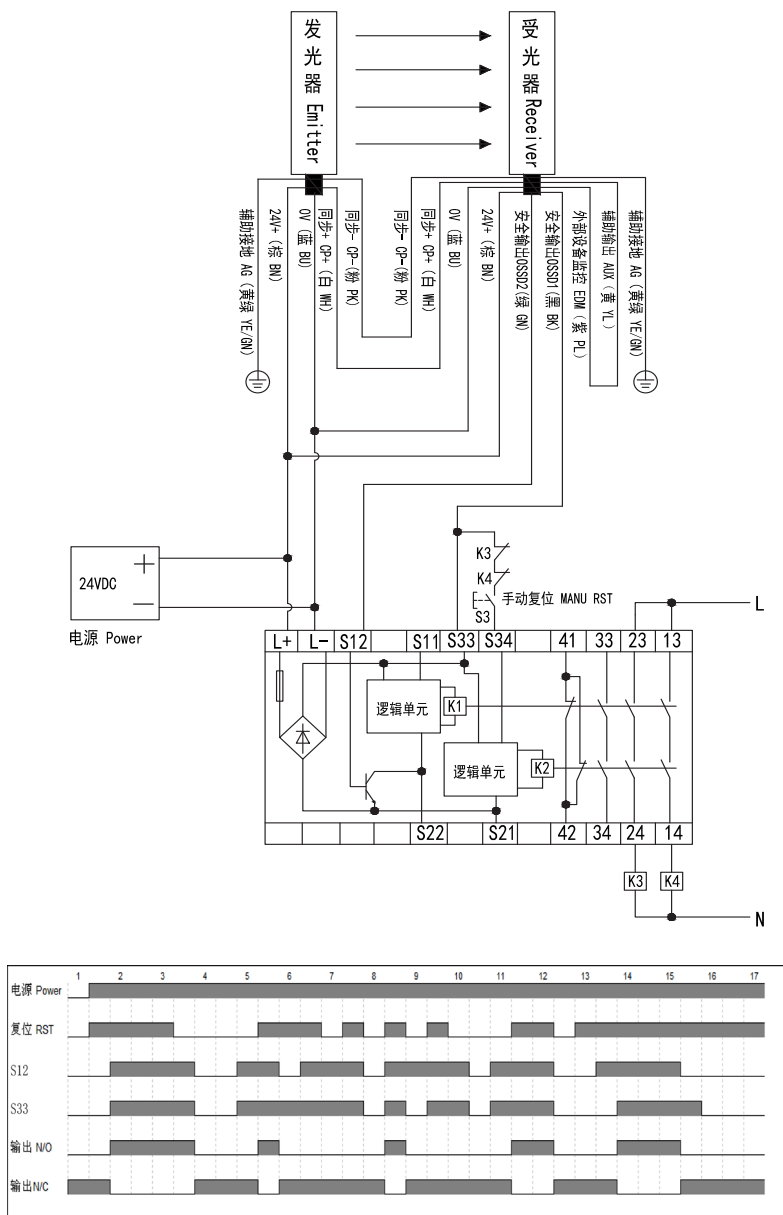 发光器 Emitter
受光器 Receiver
辅助接地 AG (黄绿 YE/GN)
24V+ (棕 BN)
0V (蓝 BU)
同步+ CP+ (白 WH)
同步- CP-(粉 PK)
同步- CP-(粉 PK)
同步+ CP+ (白 WH)
0V (蓝 BU)
24V+ (棕 BN)
安全输出OSSD2(绿 GN)
安全输出OSSD1(黑 BK)
外部设备监控 EDM (紫 PL)
辅助输出 AUX (黄 YL)
辅助接地 AG (黄绿 YE/GN)
24VDC
+
—
电源 Power
K3
K4
S3
手动复位 MANU RST
L
L+ L- S12 S11 S33 S34 41 33 23 13
逻辑单元
K1
逻辑单元
K2
S22 S21 42 34 24 14
K3 K4
N
1 2 3 4 5 6 7 8 9 10 11 12 13 14 15 16 17
电源 Power
复位 RST
S12
S33
输出 N/O
输出N/C